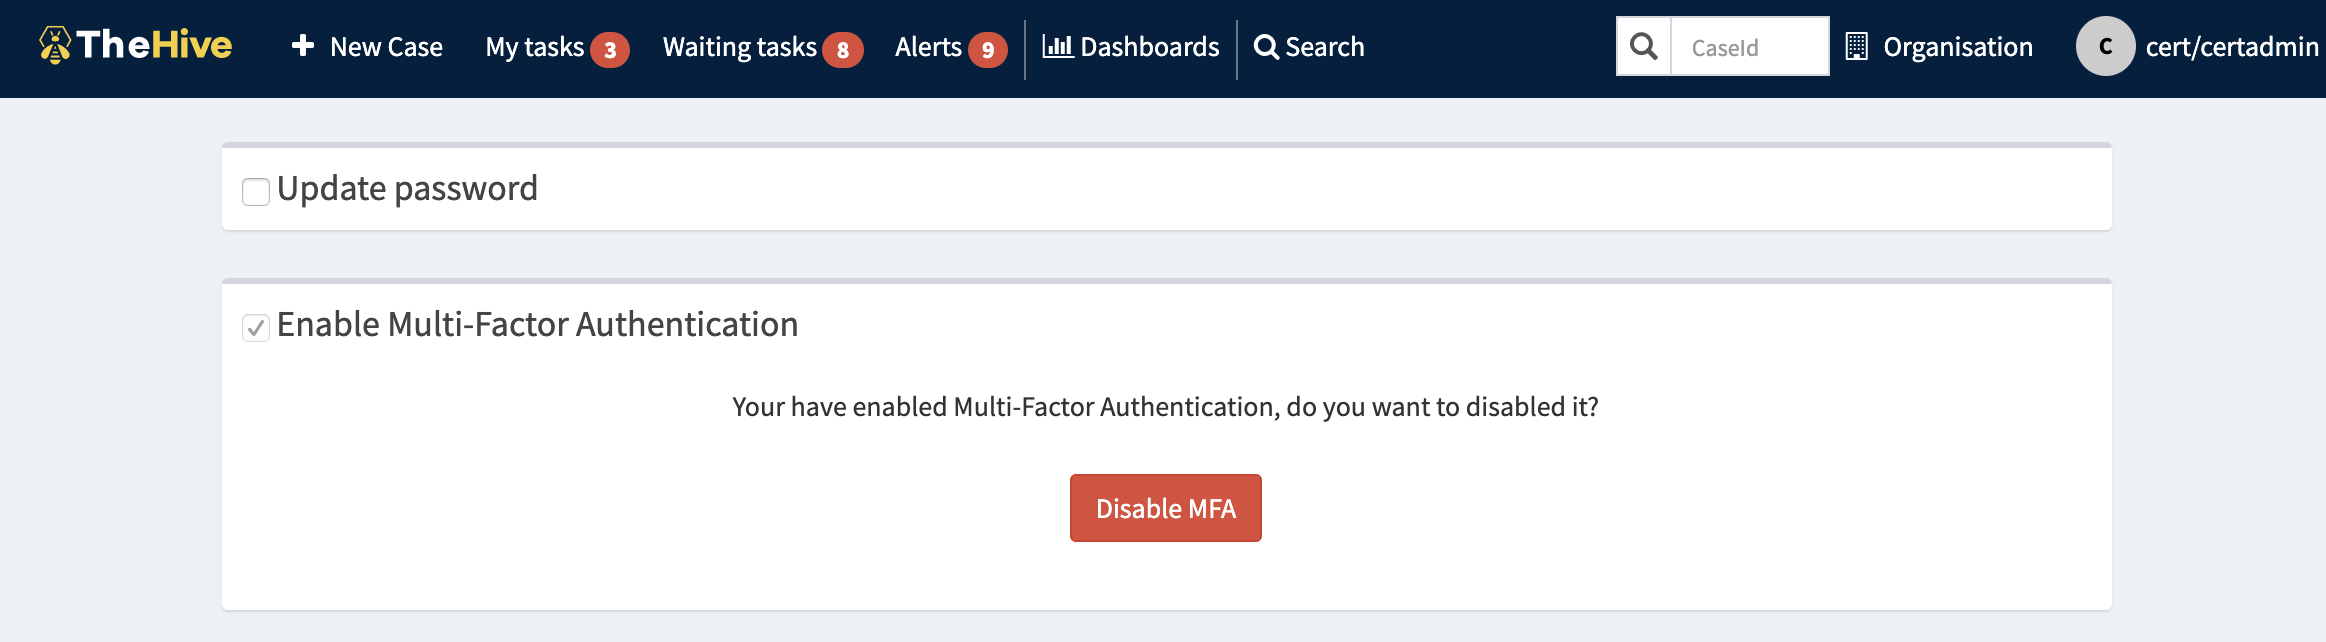 TheHive New Case My tasks 3 Waiting tasks 8 Alerts 9 Dashboards Search CaseId Organisation C cert/certadmin
Update password
Enable Multi-Factor Authentication
Your have enabled Multi-Factor Authentication, do you want to disabled it?
Disable MFA